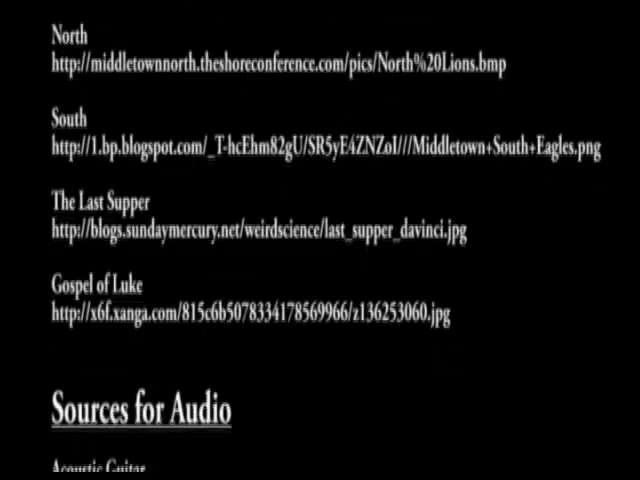 North
http://middletownnorth.theshoreconference.com/pics/North%20Lions.bmp
South
http://1.bp.blogspot.com/_T-hcEhm82gU/SR5yE4ZNZoI///Middletown+South+Eagles.png
The Last Supper
http://blogs.sundaymercury.net/weirdscience/last_supper_davinci.jpg
Gospel of Luke
http://x6f.xanga.com/815c6b5078334178569966/z136253060.jpg
Sources for Audio
Acoustic Guitar